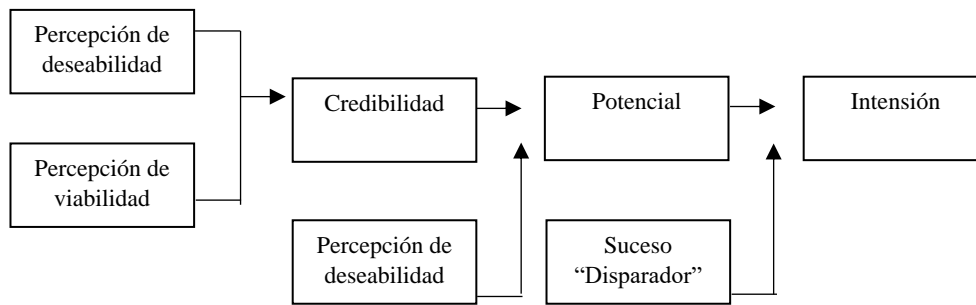 Percepción de
deseabilidad
Percepción de
viabilidad
Credibilidad
Potencial
Intensión
Percepción de
deseabilidad
Suceso
“Disparador”